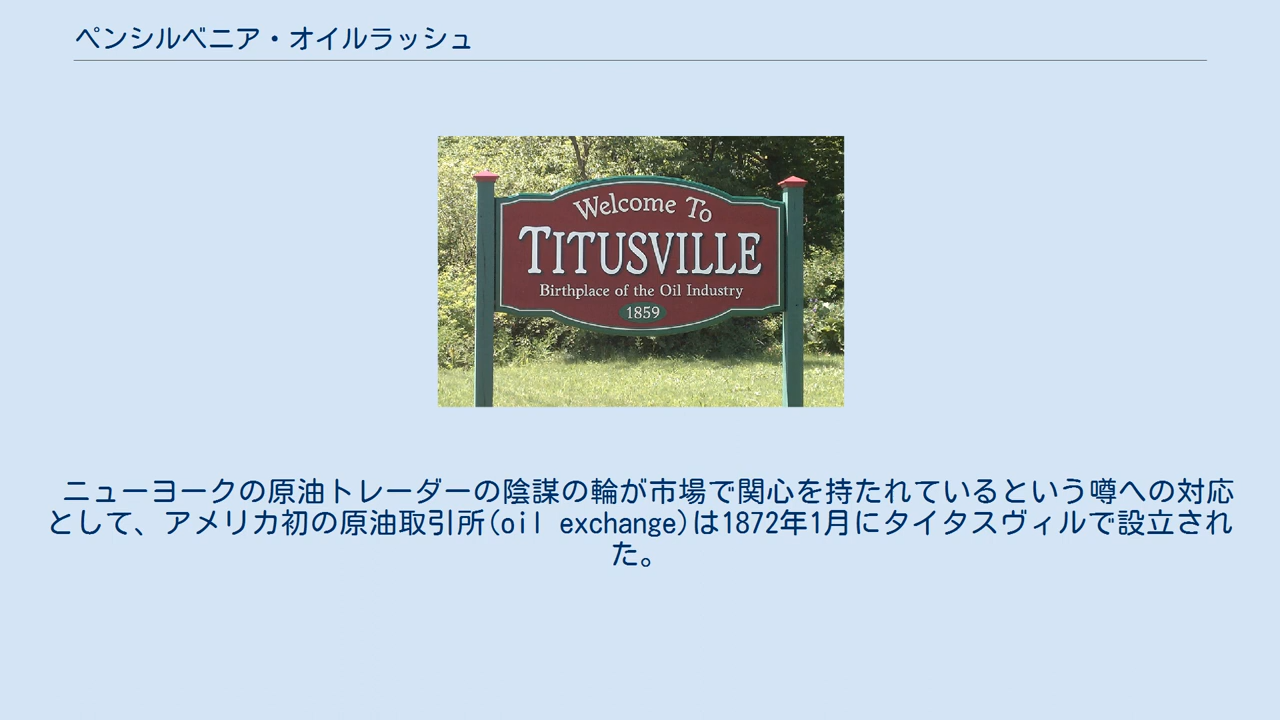 ペンシルベニア・オイルラッシュ
Welcome To
TITUSVILLE
Birthplace of the Oil Industry
1859
ニューヨークの原油トレーダーの陰謀の輪が市場で関心を持たれているという噂への対応
として、アメリカ初の原油取引所(oil exchange)は1872年1月にタイタスヴィルで設立され
た。